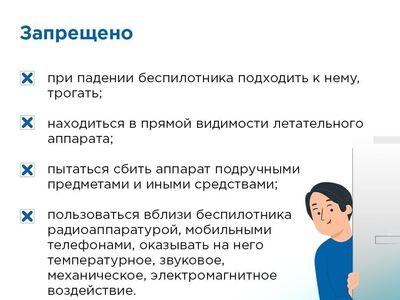 Запрещено
при падении беспилотника подходить к нему,
трогать;
находиться в прямой видимости летательного
аппарата;
пытаться сбить аппарат подручными
предметами и иными средствами;
пользоваться вблизи беспилотника
радиоаппаратурой, мобильными
телефонами, оказывать на него
температурное, звуковое,
механическое, электромагнитное
воздействие.